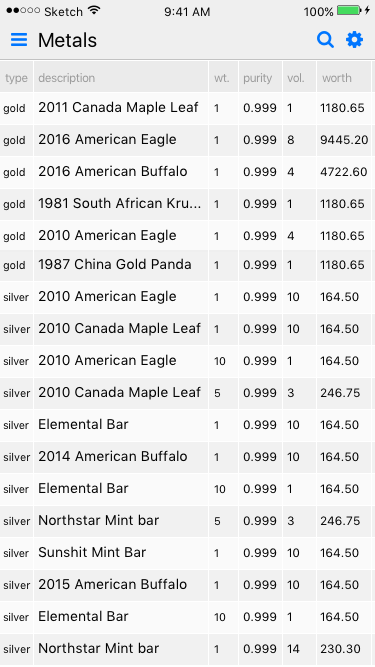 Sketch 9:41 AM 100%
Metals
type description wt. purity vol. worth
gold 2011 Canada Maple Leaf 1 0.999 1 1180.65
gold 2016 American Eagle 1 0.999 8 9445.20
gold 2016 American Buffalo 1 0.999 4 4722.60
gold 1981 South African Kru... 1 0.999 1 1180.65
gold 2010 American Eagle 1 0.999 4 1180.65
gold 1987 China Gold Panda 1 0.999 1 1180.65
silver 2010 American Eagle 1 0.999 10 164.50
silver 2010 Canada Maple Leaf 1 0.999 10 164.50
silver 2010 American Eagle 10 0.999 1 164.50
silver 2010 Canada Maple Leaf 5 0.999 3 246.75
silver Elemental Bar 1 0.999 10 164.50
silver 2014 American Buffalo 1 0.999 10 164.50
silver Elemental Bar 10 0.999 1 164.50
silver Northstar Mint bar 5 0.999 3 246.75
silver Sunshit Mint Bar 1 0.999 10 164.50
silver 2015 American Buffalo 1 0.999 10 164.50
silver Elemental Bar 10 0.999 1 164.50
silver Northstar Mint bar 1 0.999 14 230.30